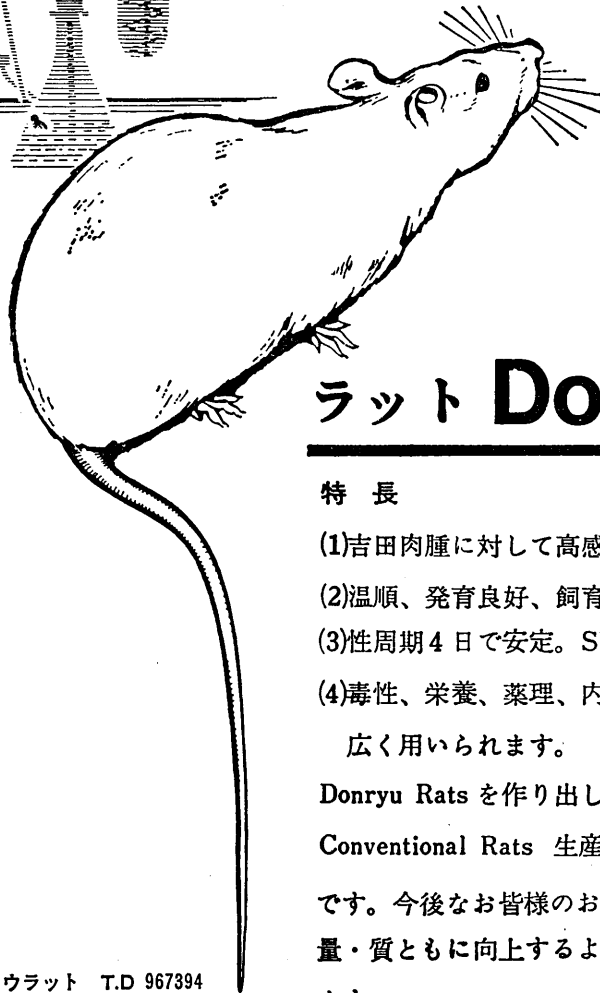 ラット Do
特 長
(1)吉田肉腫に対して高感
(2)温順、発育良好、飼育
(3)性周期4日で安定。S
(4)毒性、栄養、薬理、内
広く用いられます。
Donryu Rats を作り出し
Conventional Rats 生産
です。今後なお皆様のお
量・質ともに向上するよ
ウラット T.D 967394